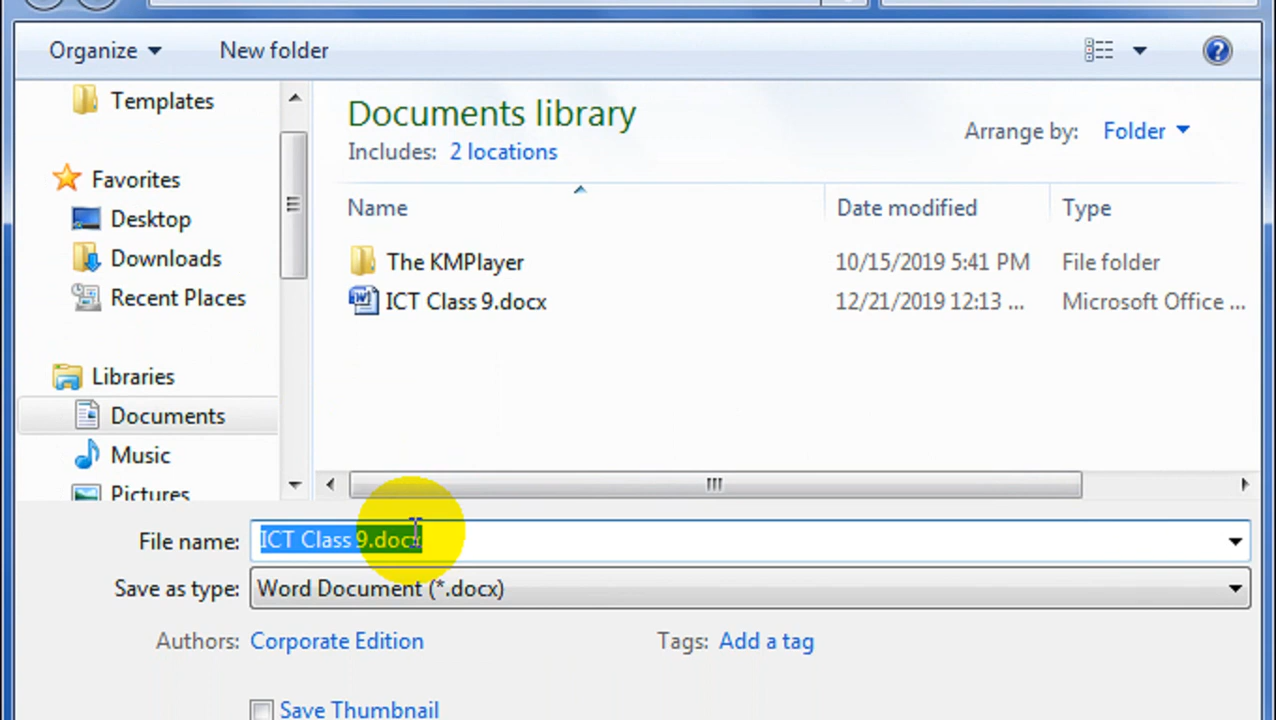 Organize New folder
Templates
Documents library
Arrange by: Folder
Includes: 2 locations
Favorites
Name Date modified Type
Desktop
Downloads
The KMPlayer 10/15/2019 5:41 PM File folder
Recent Places
ICT Class 9.docx 12/21/2019 12:13 ... Microsoft Office ...
Libraries
Documents
Music
Pictures
File name: ICT Class 9.docx
Save as type: Word Document (*.docx)
Authors: Corporate Edition Tags: Add a tag
Save Thumbnail